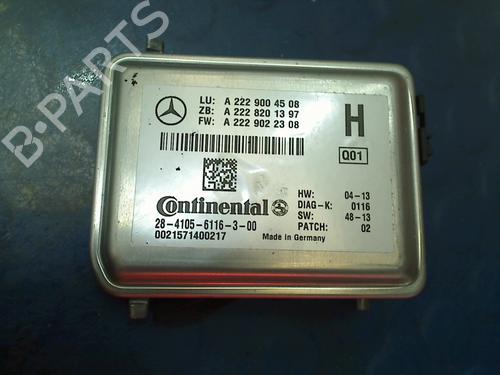 B-PARTS
LU: A 222 900 45 08
ZB: A 222 820 13 97
FW: A 222 902 23 08
H
Q01
Continental
28-4105-6116-3-00
0021571400217
HW: 04-13
DIAG-K: 0116
SW: 48-13
PATCH: 02
Made in Germany